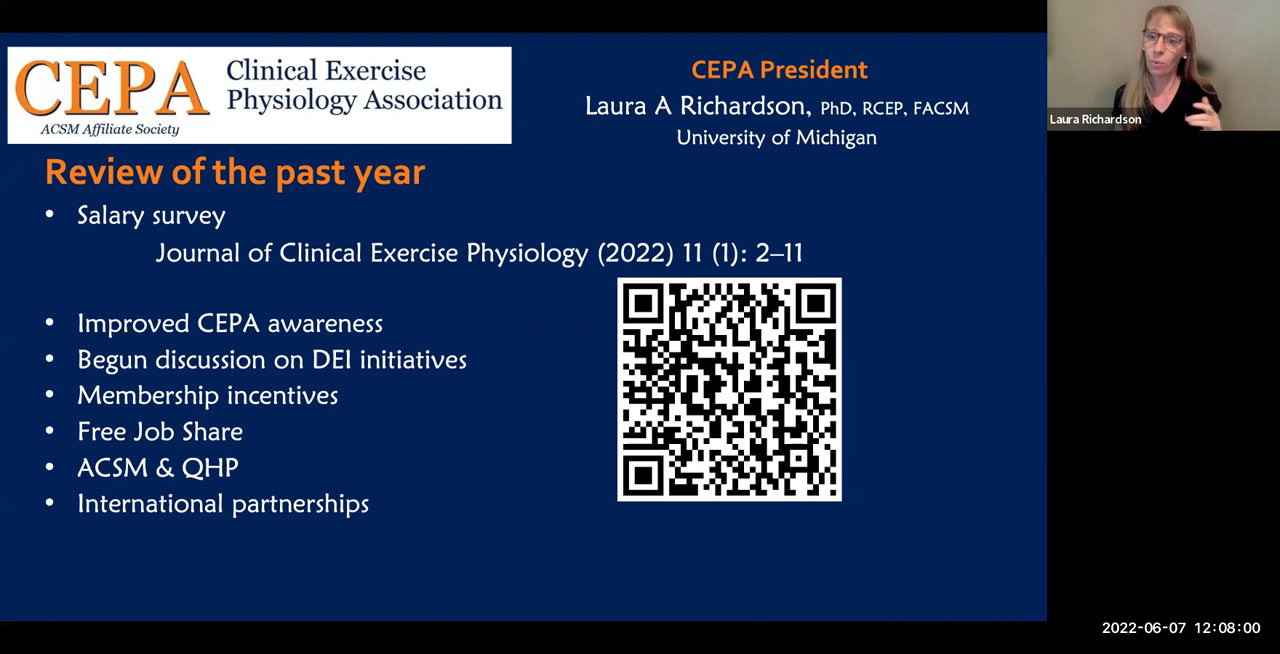 CEPA
Clinical Exercise
Physiology Association
ACSM Affiliate Society
CEPA President
Laura A Richardson, PhD, RCEP, FACSM
University of Michigan
Laura Richardson
Review of the past year
• Salary survey
Journal of Clinical Exercise Physiology (2022) 11 (1): 2–11
• Improved CEPA awareness
• Begun discussion on DEI initiatives
• Membership incentives
• Free Job Share
• ACSM & QHP
• International partnerships
2022-06-07 12:08:00